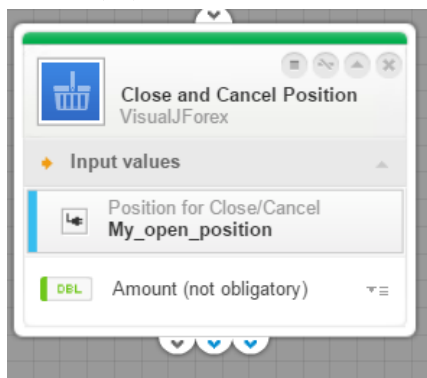 Close and Cancel Position
VisualJForex
Input values
Position for Close/Cancel
My_open_position
DBL Amount (not obligatory)